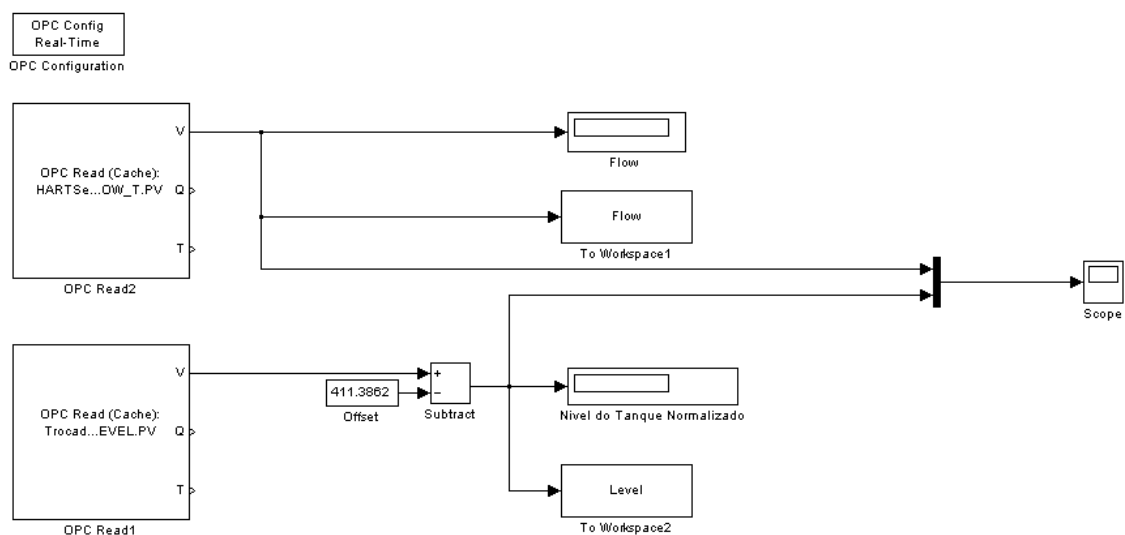 OPC Config
Real-Time
OPC Configuration
V
OPC Read (Cache):
HARTSe...OW_T.PV
Q
T
OPC Read2
Flow
Flow
To Workspace1
Scope
V
OPC Read (Cache):
Trocad...EVEL.PV
Q
T
OPC Read1
411.3862
Offset
+
−
Subtract
Nivel do Tanque Normalizado
Level
To Workspace2